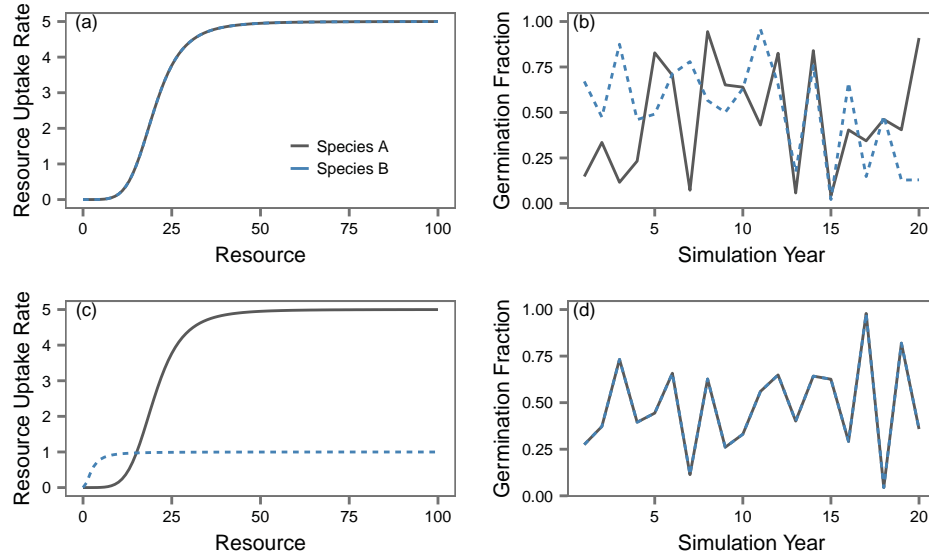 (a)
Resource Uptake Rate
5
4
3
2
1
0
Species A
Species B
0 25 50 75 100
Resource
(b)
Germination Fraction
1.00
0.75
0.50
0.25
0.00
5 10 15 20
Simulation Year
(c)
Resource Uptake Rate
5
4
3
2
1
0
0 25 50 75 100
Resource
(d)
Germination Fraction
1.00
0.75
0.50
0.25
0.00
5 10 15 20
Simulation Year